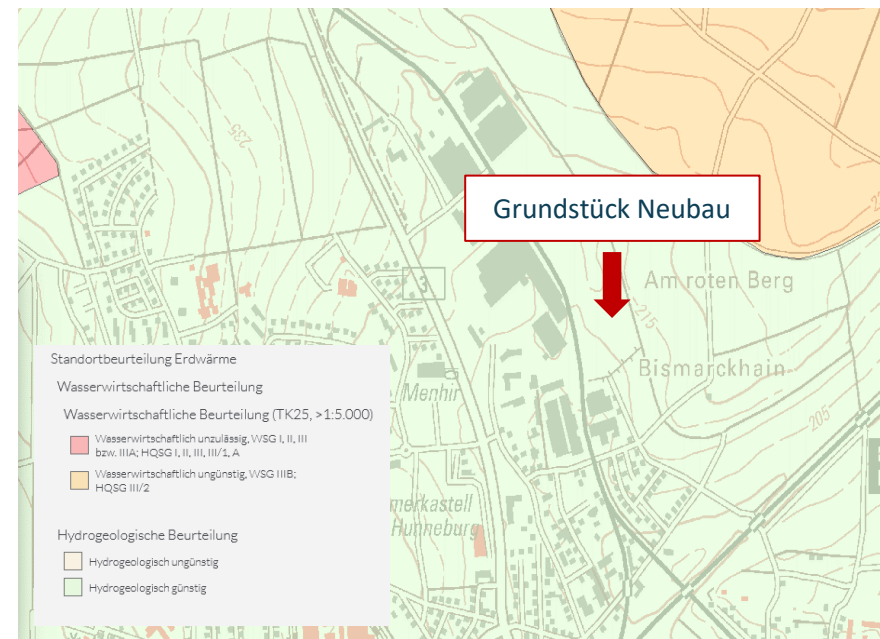 235
Grundstück Neubau
3
Am roten Berg
215
Bismarckhain
Menhir
205
merkastell
Hunneburg
Standortbeurteilung Erdwärme
Wasserwirtschaftliche Beurteilung
Wasserwirtschaftliche Beurteilung (TK25, >1:5.000)
Wasserwirtschaftlich unzulässig, WSG I, II, III
bzw. IIIA; HQSG I, II, III, III/1, A
Wasserwirtschaftlich ungünstig, WSG IIIB;
HQSG III/2
Hydrogeologische Beurteilung
Hydrogeologisch ungünstig
Hydrogeologisch günstig